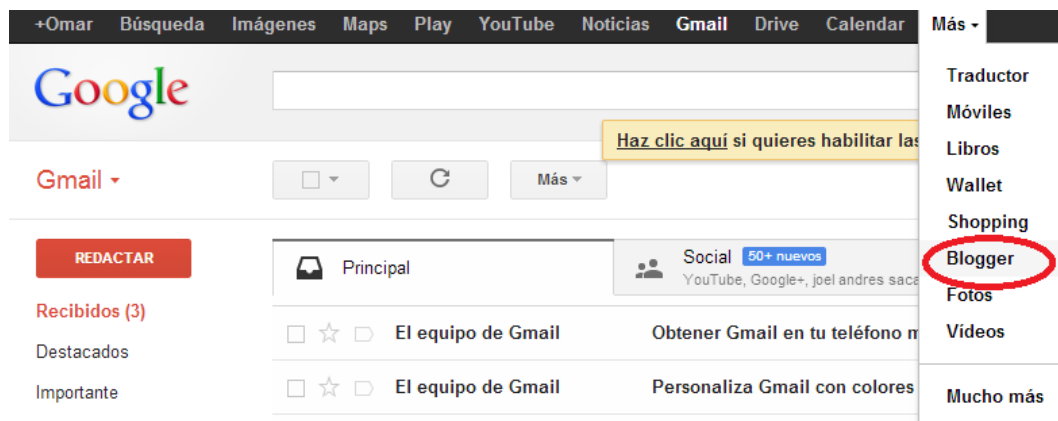 +Omar Búsqueda Imágenes Maps Play YouTube Noticias Gmail Drive Calendar Más
Google
Traductor
Móviles
Haz clic aquí si quieres habilitar las
Libros
Gmail
Más
Wallet
Shopping
REDACTAR
Principal
Social 50+ nuevos
YouTube, Google+, joel andres saca
Blogger
Fotos
Recibidos (3)
El equipo de Gmail Obtener Gmail en tu teléfono m
Vídeos
Destacados
Importante
El equipo de Gmail Personaliza Gmail con colores
Mucho más